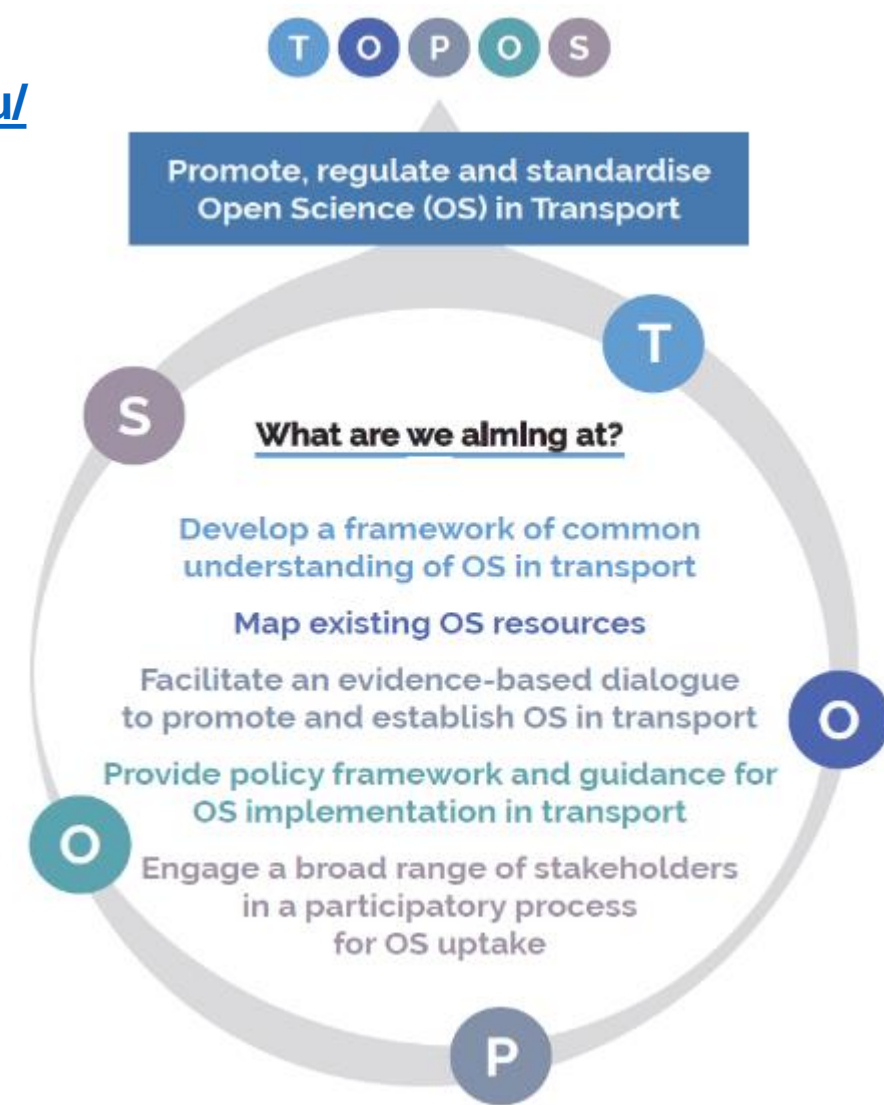 T O P O S
u/
Promote, regulate and standardise
Open Science (OS) in Transport
T
S
What are we aiming at?
Develop a framework of common
understanding of OS in transport
Map existing OS resources
Facilitate an evidence-based dialogue
to promote and establish OS in transport
O
Provide policy framework and guidance for
OS implementation in transport
O
Engage a broad range of stakeholders
in a participatory process
for OS uptake
P